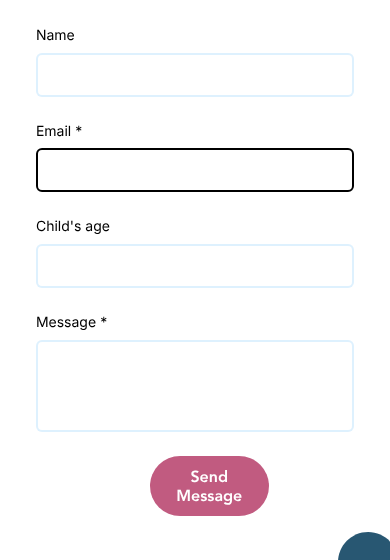 Name
Email *
Child's age
Message *
Send
Message